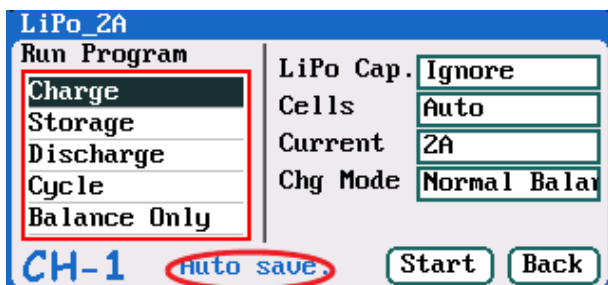 LiPo_2A
Run Program
Charge
Storage
Discharge
Cycle
Balance Only
LiPo Cap. Ignore
Cells Auto
Current 2A
Chg Mode Normal Balan
CH-1
Auto save.
Start
Back